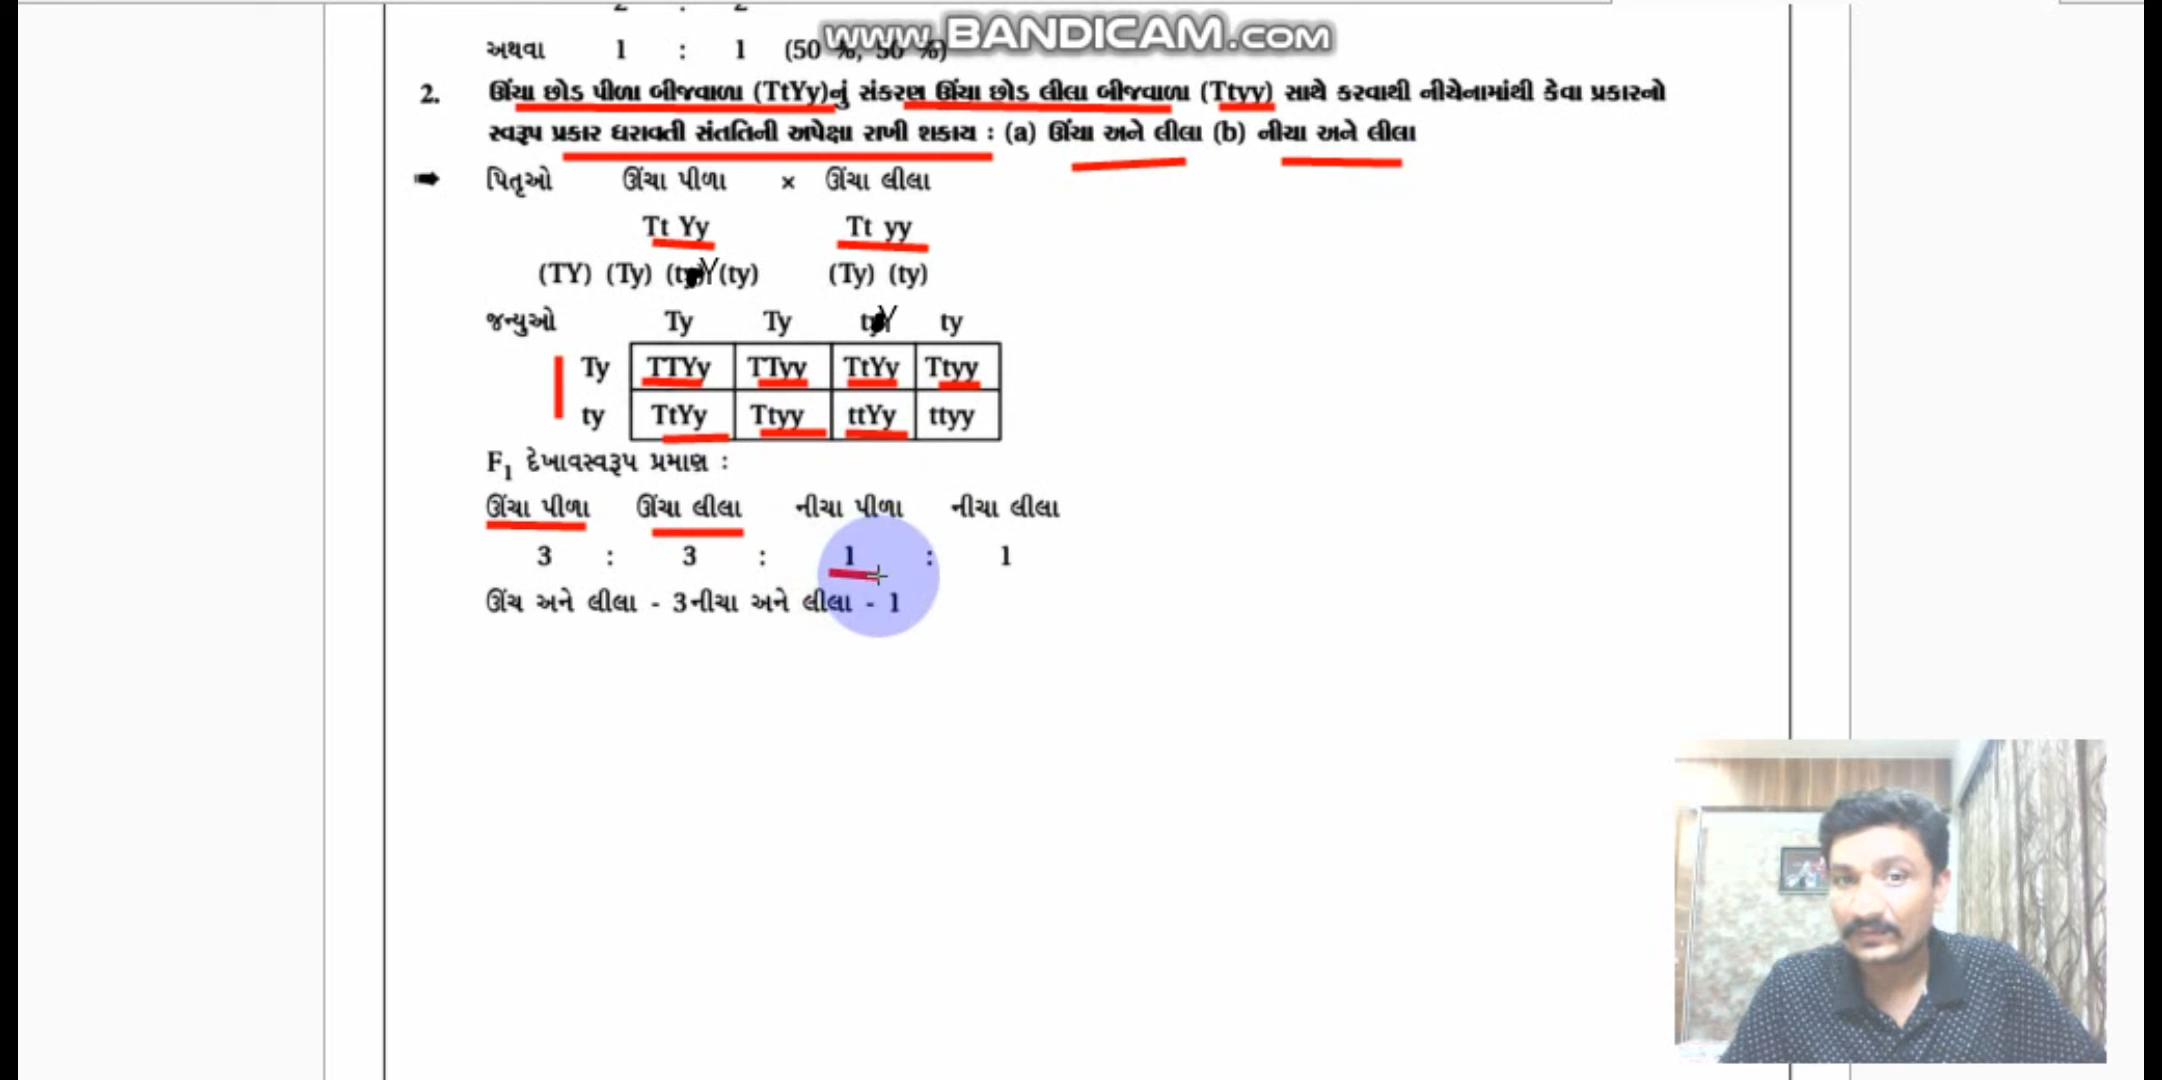 www.BANDICAM.com
અથવા 1 : 1 (50 %, 50 %)
2. ઊંચા છોડ પીળા બીજવાળા (TtYy)નું સંકરણ ઊંચા છોડ લીલા બીજવાળા (Ttyy) સાથે કરવાથી નીચેનામાંથી કેવા પ્રકારનો
સ્વરૂપ પ્રકાર ધરાવતી સંતતિની અપેક્ષા રાખી શકાય : (a) ઊંચા અને લીલા (b) નીચા અને લીલા
પિતૃઓ ઊંચા પીળા × ઊંચા લીલા
Tt Yy Tt yy
(TY) (Ty) (tY (ty) (Ty) (ty)
જન્યુઓ Ty Ty tY ty
Ty TTYy TTyy TtYy Ttyy
ty TtYy Ttyy ttYy ttyy
F1 દેખાવસ્વરૂપ પ્રમાણ :
ઊંચા પીળા ઊંચા લીલા નીચા પીળા નીચા લીલા
3 : 3 : 1 : 1
ઊંચ અને લીલા - 3નીચા અને લીલા - 1